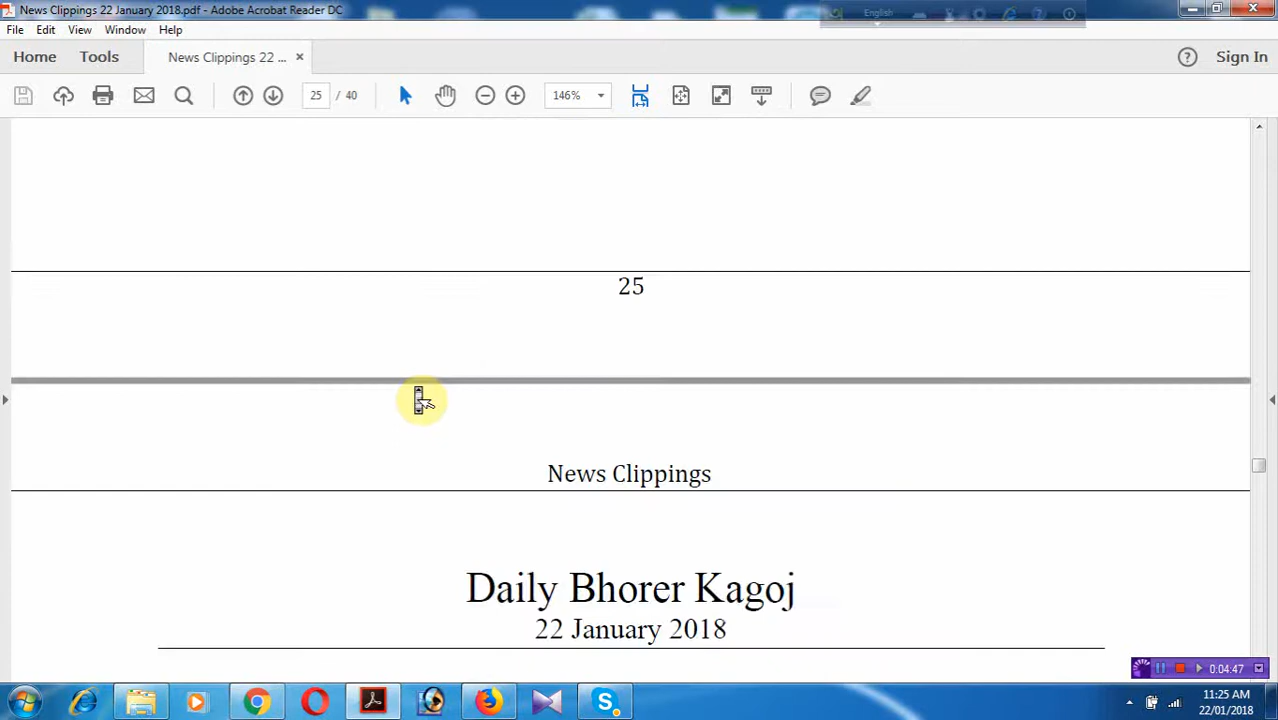 News Clippings 22 January 2018.pdf - Adobe Acrobat Reader DC
English
File Edit View Window Help
Home Tools News Clippings 22 ... × Sign In
25 / 40 146%
25
News Clippings
Daily Bhorer Kagoj
22 January 2018
0:04:47
11:25 AM
22/01/2018